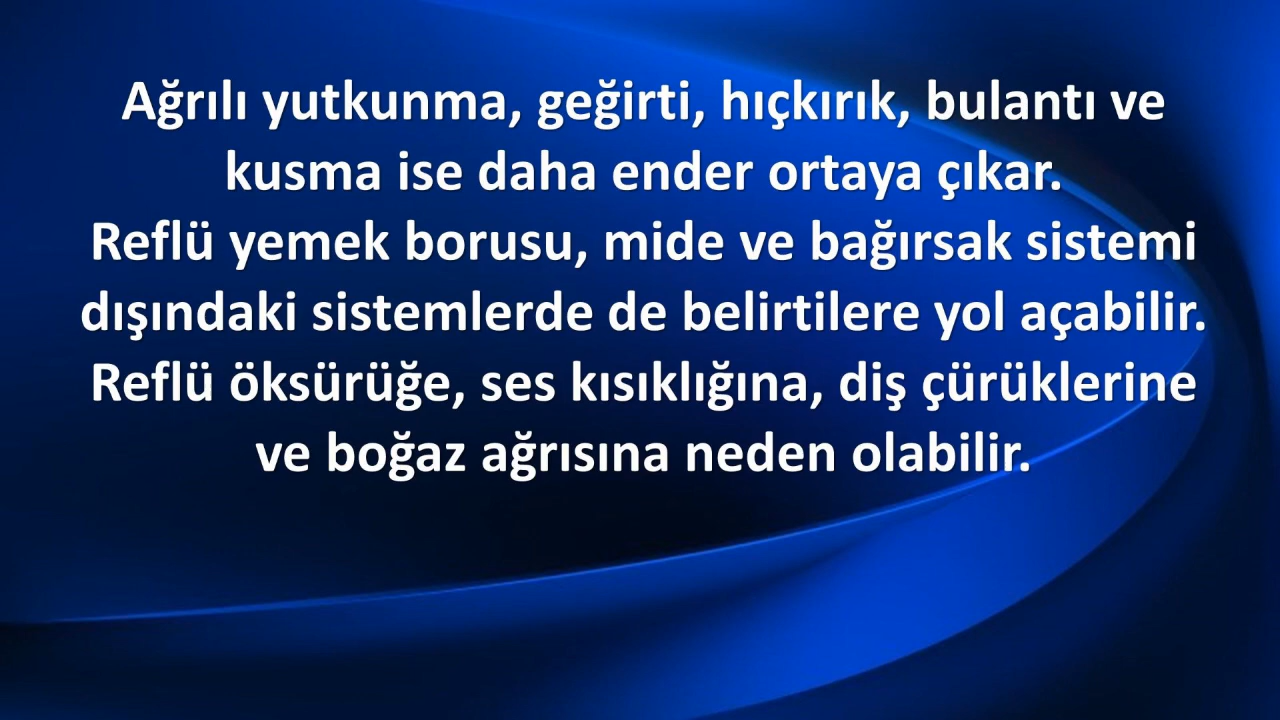 Ağrılı yutkunma, geğirti, hıçkırık, bulantı ve
kusma ise daha ender ortaya çıkar.
Reflü yemek borusu, mide ve bağırsak sistemi
dışındaki sistemlerde de belirtilere yol açabilir.
Reflü öksürüğe, ses kısıklığına, diş çürüklerine
ve boğaz ağrısına neden olabilir.